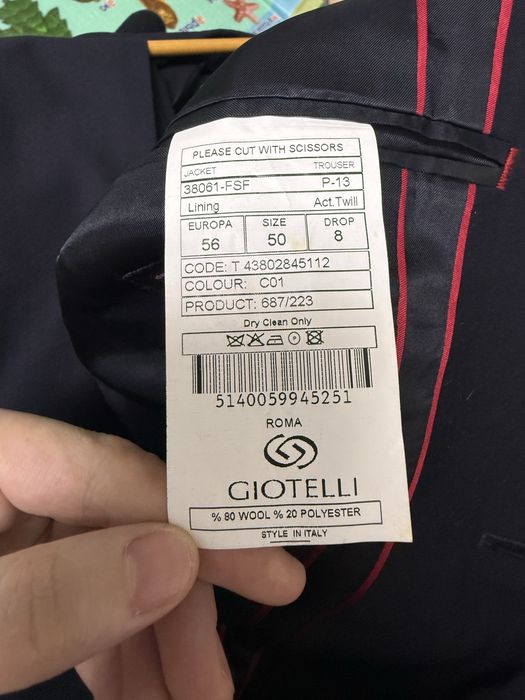 PLEASE CUT WITH SCISSORS
JACKET TROUSER
38061-FSF P-13
Lining Act.Twill
EUROPA SIZE DROP
56 50 8
CODE: T 43802845112
COLOUR: C01
PRODUCT: 687/223
Dry Clean Only
5140059945251
ROMA
GIOTELLI
% 80 WOOL % 20 POLYESTER
STYLE IN ITALY